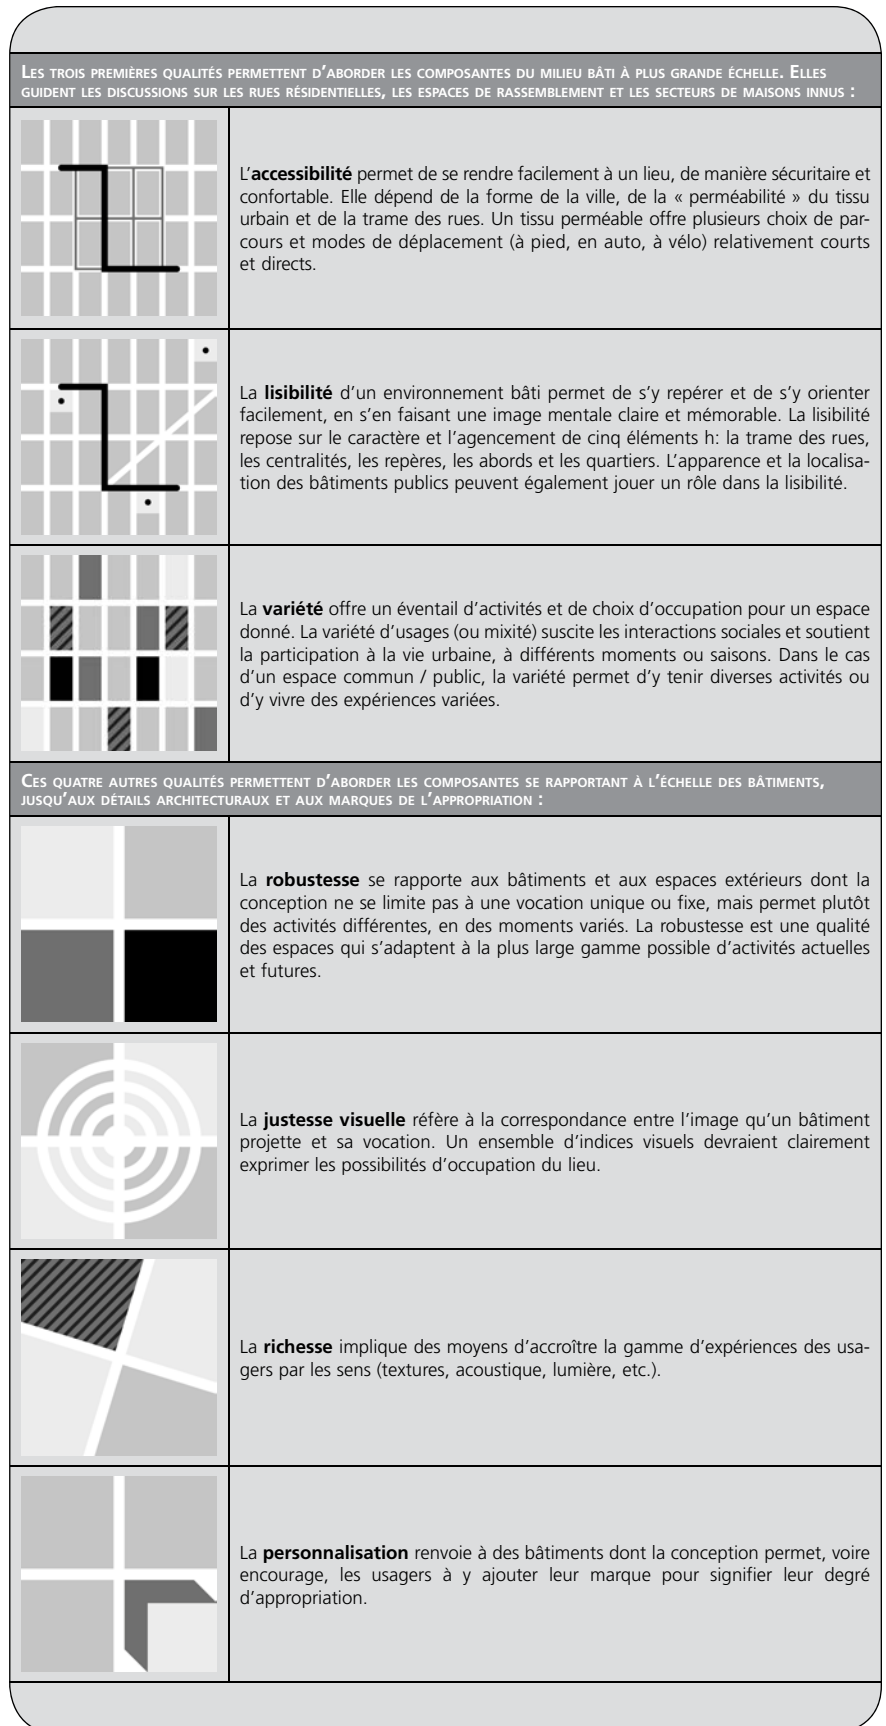 LES TROIS PREMIÈRES QUALITÉS PERMETTENT D'ABORDER LES COMPOSANTES DU MILIEU BÂTI À PLUS GRANDE ÉCHELLE. ELLES
GUIDENT LES DISCUSSIONS SUR LES RUES RÉSIDENTIELLES, LES ESPACES DE RASSEMBLEMENT ET LES SECTEURS DE MAISONS INNUS :
L'accessibilité permet de se rendre facilement à un lieu, de manière sécuritaire et
confortable. Elle dépend de la forme de la ville, de la « perméabilité » du tissu
urbain et de la trame des rues. Un tissu perméable offre plusieurs choix de par-
cours et modes de déplacement (à pied, en auto, à vélo) relativement courts
et directs.
La lisibilité d'un environnement bâti permet de s'y repérer et de s'y orienter
facilement, en s'en faisant une image mentale claire et mémorable. La lisibilité
repose sur le caractère et l'agencement de cinq éléments h: la trame des rues,
les centralités, les repères, les abords et les quartiers. L'apparence et la localisa-
tion des bâtiments publics peuvent également jouer un rôle dans la lisibilité.
La variété offre un éventail d'activités et de choix d'occupation pour un espace
donné. La variété d'usages (ou mixité) suscite les interactions sociales et soutient
la participation à la vie urbaine, à différents moments ou saisons. Dans le cas
d'un espace commun / public, la variété permet d'y tenir diverses activités ou
d'y vivre des expériences variées.
CES QUATRE AUTRES QUALITÉS PERMETTENT D'ABORDER LES COMPOSANTES SE RAPPORTANT À L'ÉCHELLE DES BÂTIMENTS,
JUSQU'AUX DÉTAILS ARCHITECTURAUX ET AUX MARQUES DE L'APPROPRIATION :
La robustesse se rapporte aux bâtiments et aux espaces extérieurs dont la
conception ne se limite pas à une vocation unique ou fixe, mais permet plutôt
des activités différentes, en des moments variés. La robustesse est une qualité
des espaces qui s'adaptent à la plus large gamme possible d'activités actuelles
et futures.
La justesse visuelle réfère à la correspondance entre l'image qu'un bâtiment
projette et sa vocation. Un ensemble d'indices visuels devraient clairement
exprimer les possibilités d'occupation du lieu.
La richesse implique des moyens d'accroître la gamme d'expériences des usa-
gers par les sens (textures, acoustique, lumière, etc.).
La personnalisation renvoie à des bâtiments dont la conception permet, voire
encourage, les usagers à y ajouter leur marque pour signifier leur degré
d'appropriation.